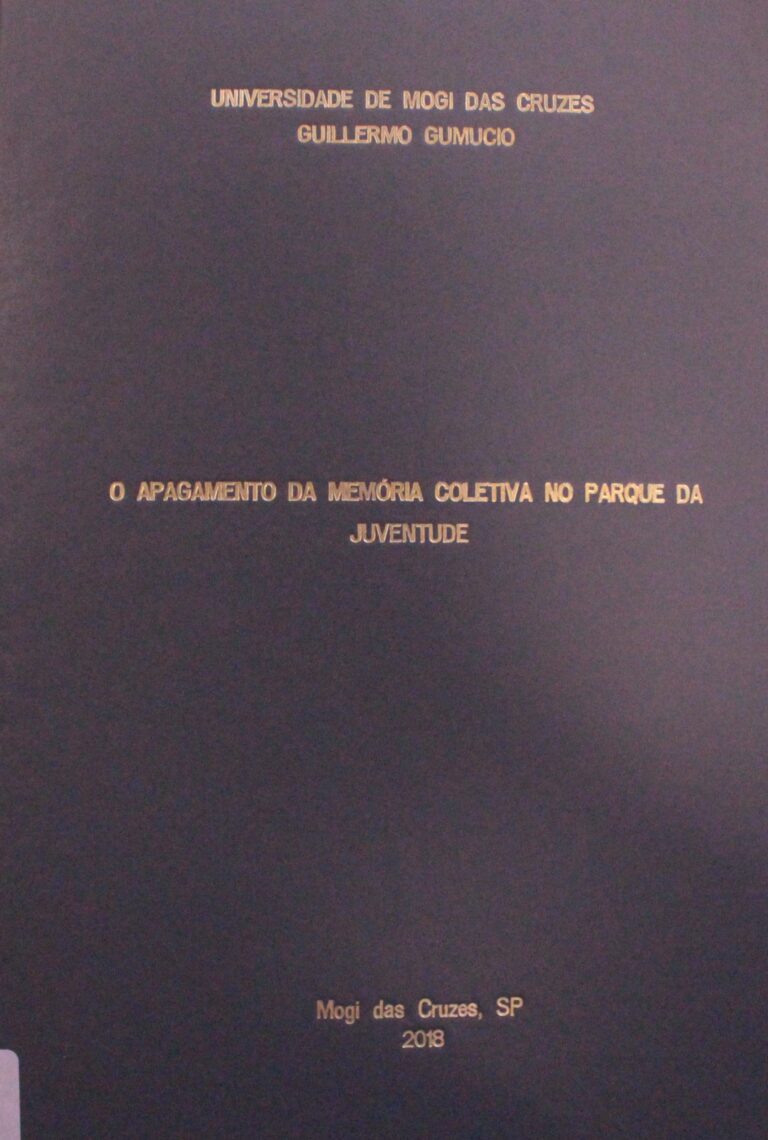 UNIVERSIDADE DE MOGI DAS CRUZES
GUILLERMO GUMUCIO
O APAGAMENTO DA MEMÓRIA COLETIVA NO PARQUE DA
JUVENTUDE
Mogi das Cruzes, SP
2018